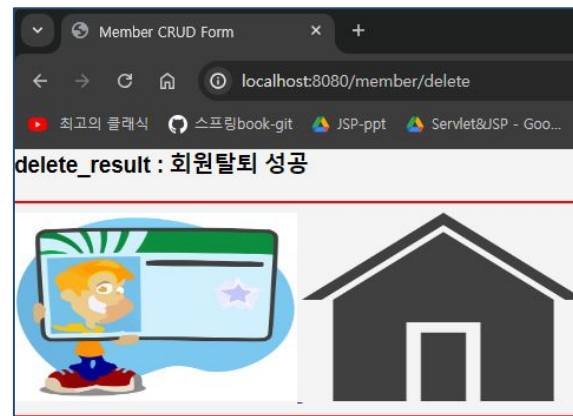 Member CRUD Form
localhost:8080/member/delete
최고의 클래식 스프링book-git JSP-ppt Servlet&JSP - Goo...
delete_result : 회원탈퇴 성공